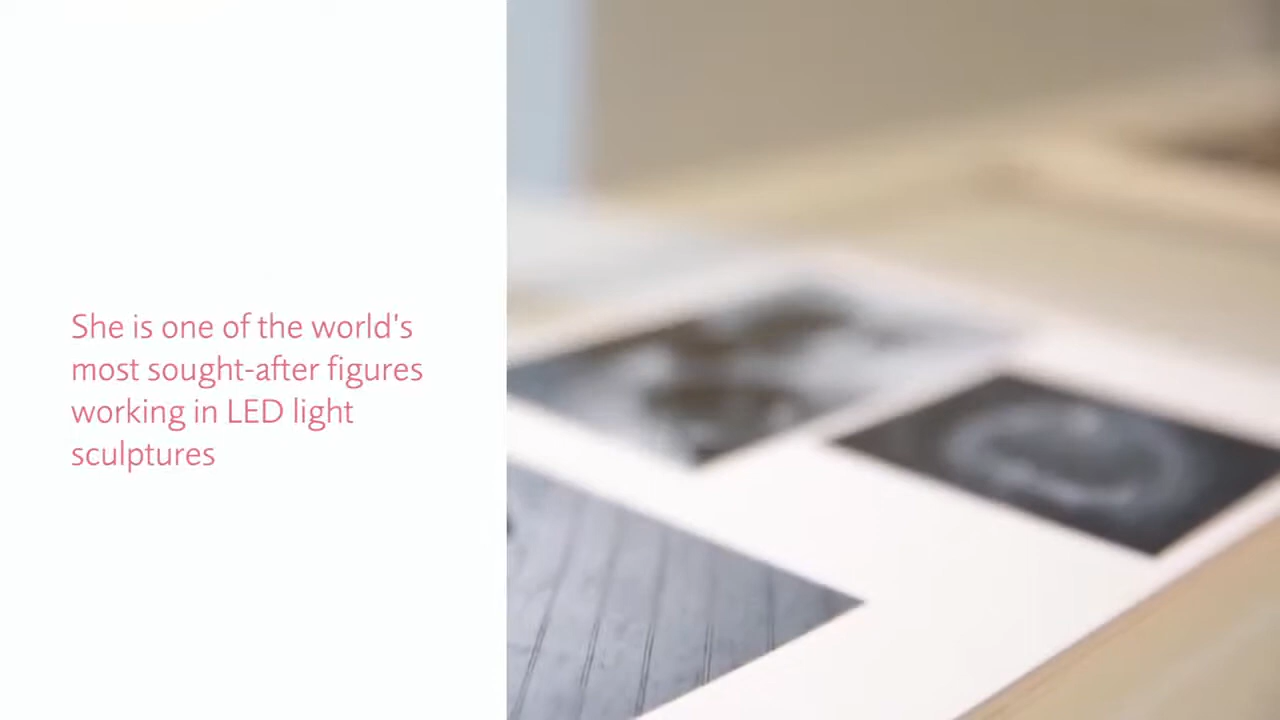 She is one of the world's
most sought-after figures
working in LED light
sculptures